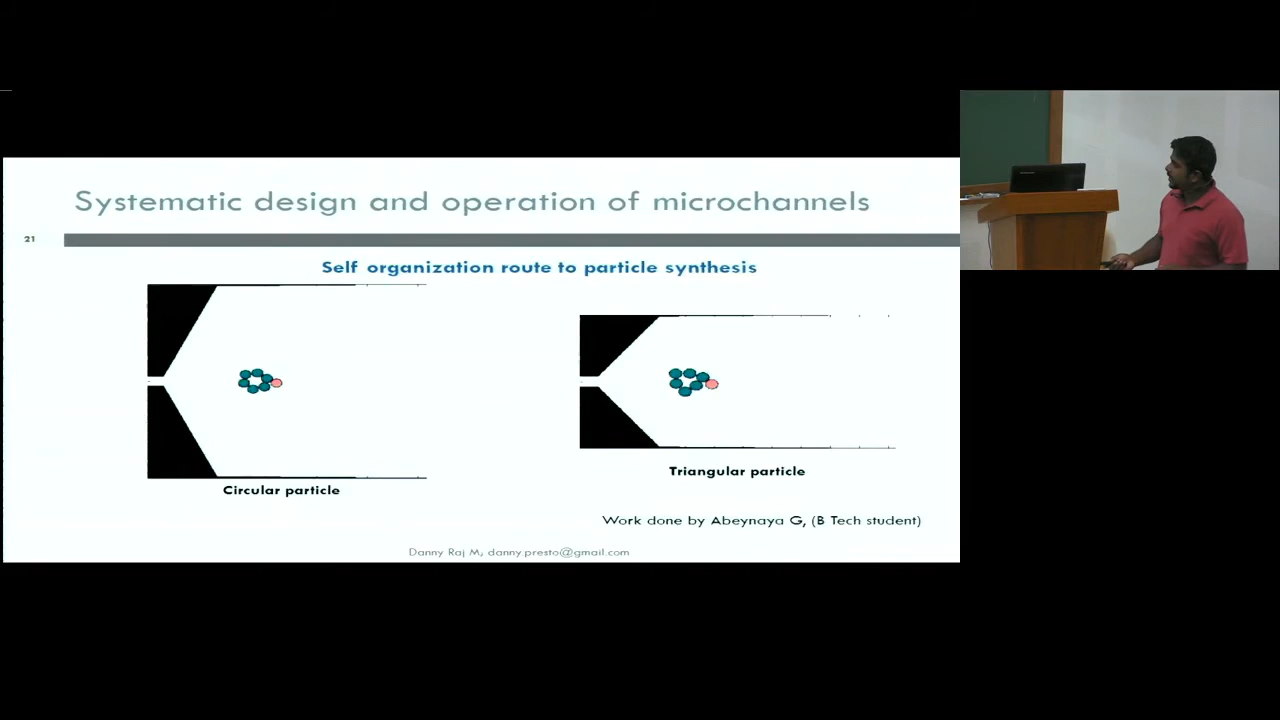 Systematic design and operation of microchannels
21
Self organization route to particle synthesis
Circular particle
Triangular particle
Work done by Abeynaya G, (B Tech student)
Danny Raj M, danny.presto@gmail.com